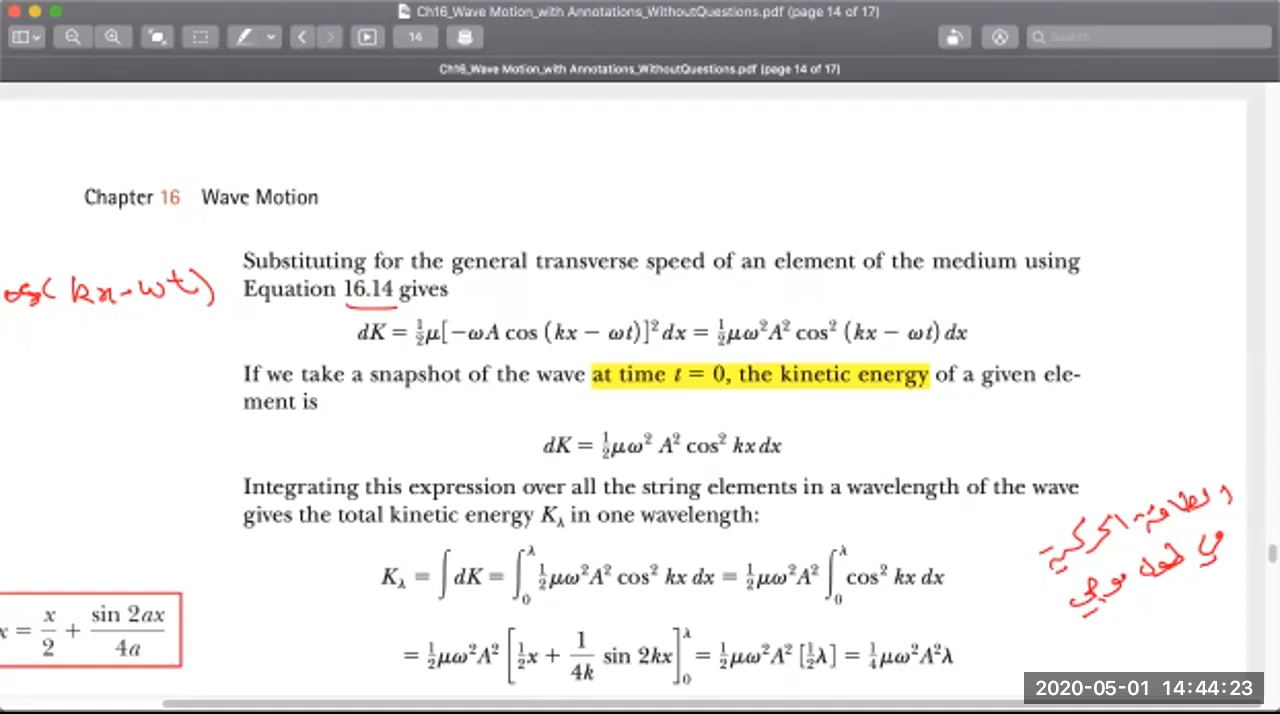 Ch16_Wave Motion_with Annotations_WithoutQuestions.pdf (page 14 of 17)
14
Search
Ch16_Wave Motion_with Annotations_WithoutQuestions.pdf (page 14 of 17)
Chapter 16 Wave Motion
Substituting for the general transverse speed of an element of the medium using
Equation 16.14 gives
(kx - ωt)
dK = ½μ[−ωA cos (kx − ωt)]² dx = ½μω²A² cos² (kx − ωt) dx
If we take a snapshot of the wave at time t = 0, the kinetic energy of a given ele-
ment is
dK = ½μω² A² cos² kx dx
Integrating this expression over all the string elements in a wavelength of the wave
gives the total kinetic energy K_λ in one wavelength:
الطاقة الحركية
في طول موجي
K_λ = ∫ dK = ∫₀^λ ½μω²A² cos² kx dx = ½μω²A² ∫₀^λ cos² kx dx
x = x/2 + sin 2ax/4a
= ½μω²A² [½x + 1/4k sin 2kx]₀^λ = ½μω²A² [½λ] = ¼μω²A²λ
2020-05-01 14:44:23